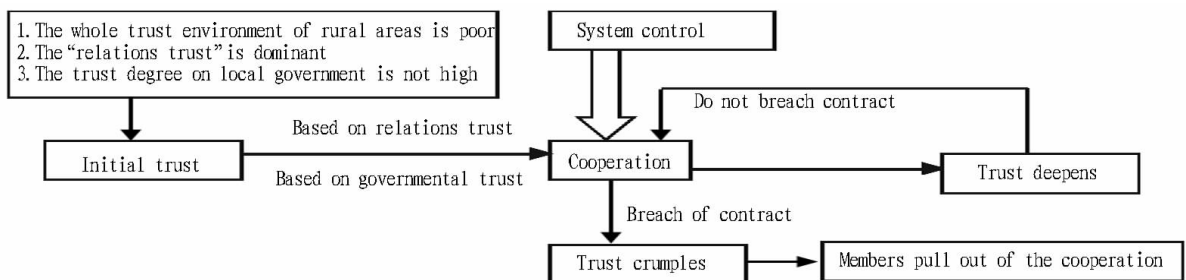 1. The whole trust environment of rural areas is poor
2. The “relations trust” is dominant
3. The trust degree on local government is not high
System control
Do not breach contract
Based on relations trust
Initial trust
Cooperation
Based on governmental trust
Trust deepens
Breach of contract
Trust crumples
Members pull out of the cooperation